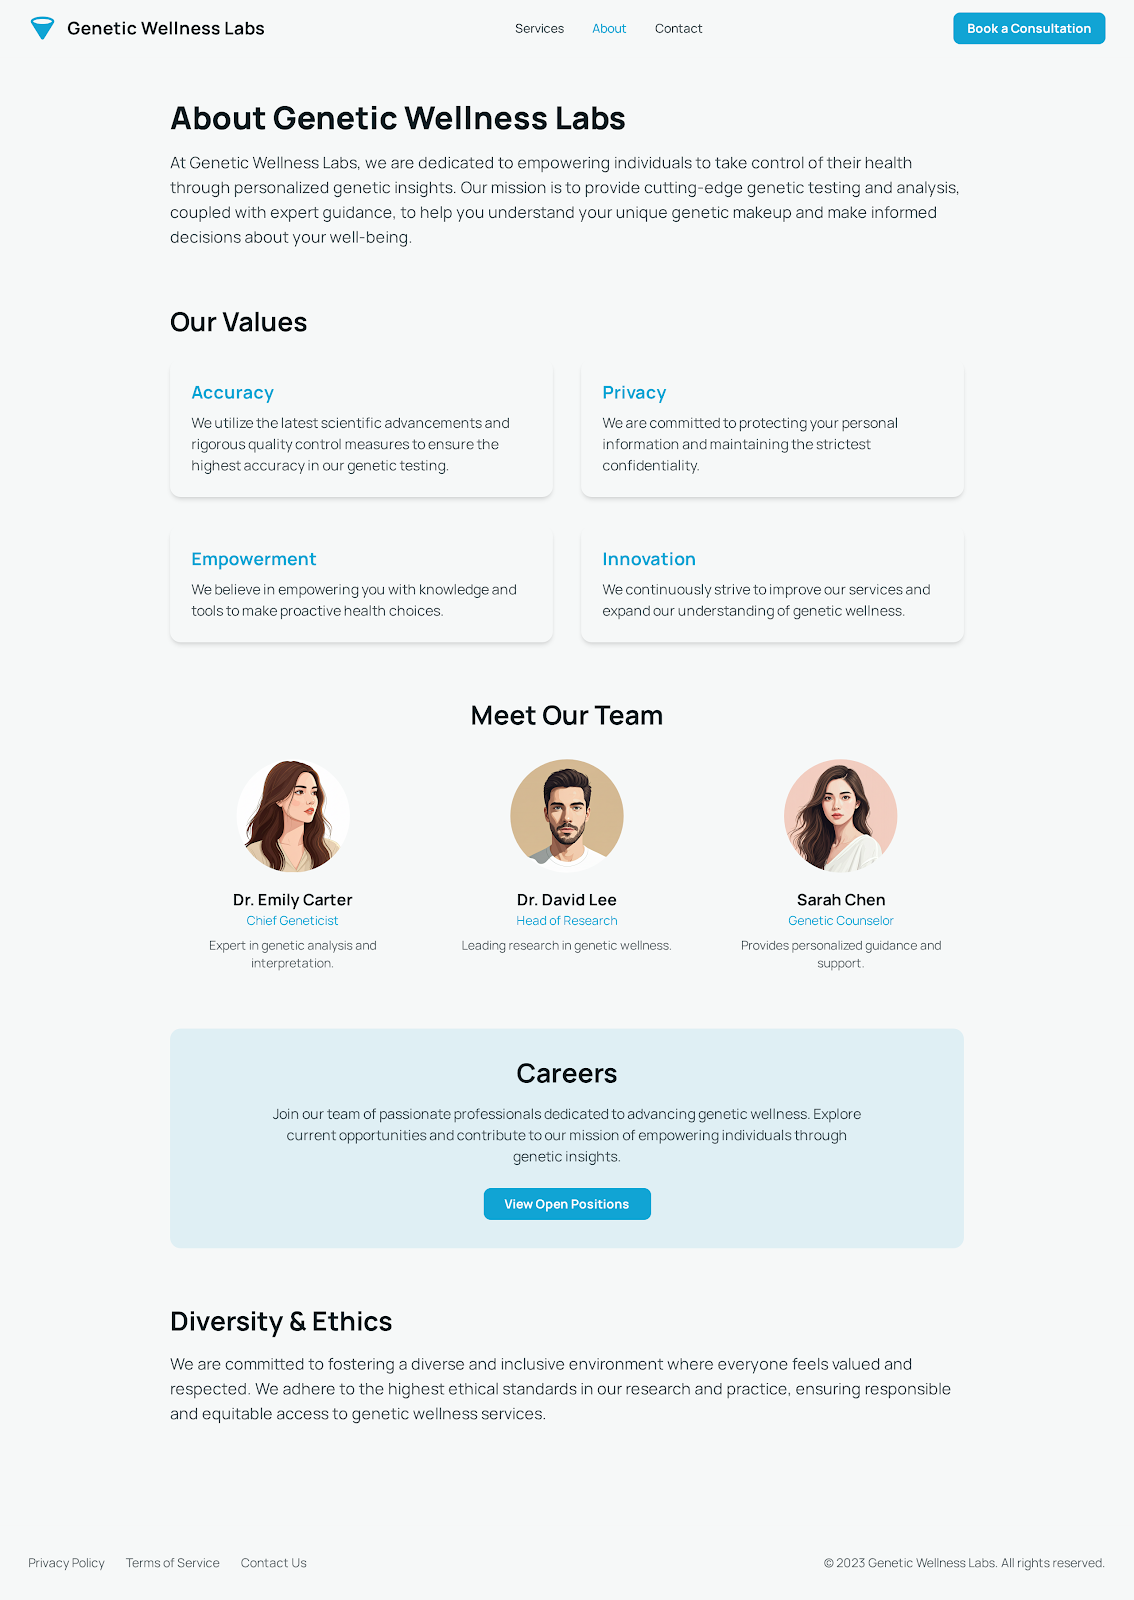 Genetic Wellness Labs
Services
About
Contact
Book a Consultation
About Genetic Wellness Labs
At Genetic Wellness Labs, we are dedicated to empowering individuals to take control of their health
through personalized genetic insights. Our mission is to provide cutting-edge genetic testing and analysis,
coupled with expert guidance, to help you understand your unique genetic makeup and make informed
decisions about your well-being.
Our Values
Accuracy
We utilize the latest scientific advancements and
rigorous quality control measures to ensure the
highest accuracy in our genetic testing.
Privacy
We are committed to protecting your personal
information and maintaining the strictest
confidentiality.
Empowerment
We believe in empowering you with knowledge and
tools to make proactive health choices.
Innovation
We continuously strive to improve our services and
expand our understanding of genetic wellness.
Meet Our Team
Dr. Emily Carter
Chief Geneticist
Expert in genetic analysis and
interpretation.
Dr. David Lee
Head of Research
Leading research in genetic wellness.
Sarah Chen
Genetic Counselor
Provides personalized guidance and
support.
Careers
Join our team of passionate professionals dedicated to advancing genetic wellness. Explore
current opportunities and contribute to our mission of empowering individuals through
genetic insights.
View Open Positions
Diversity & Ethics
We are committed to fostering a diverse and inclusive environment where everyone feels valued and
respected. We adhere to the highest ethical standards in our research and practice, ensuring responsible
and equitable access to genetic wellness services.
Privacy Policy
Terms of Service
Contact Us
© 2023 Genetic Wellness Labs. All rights reserved.